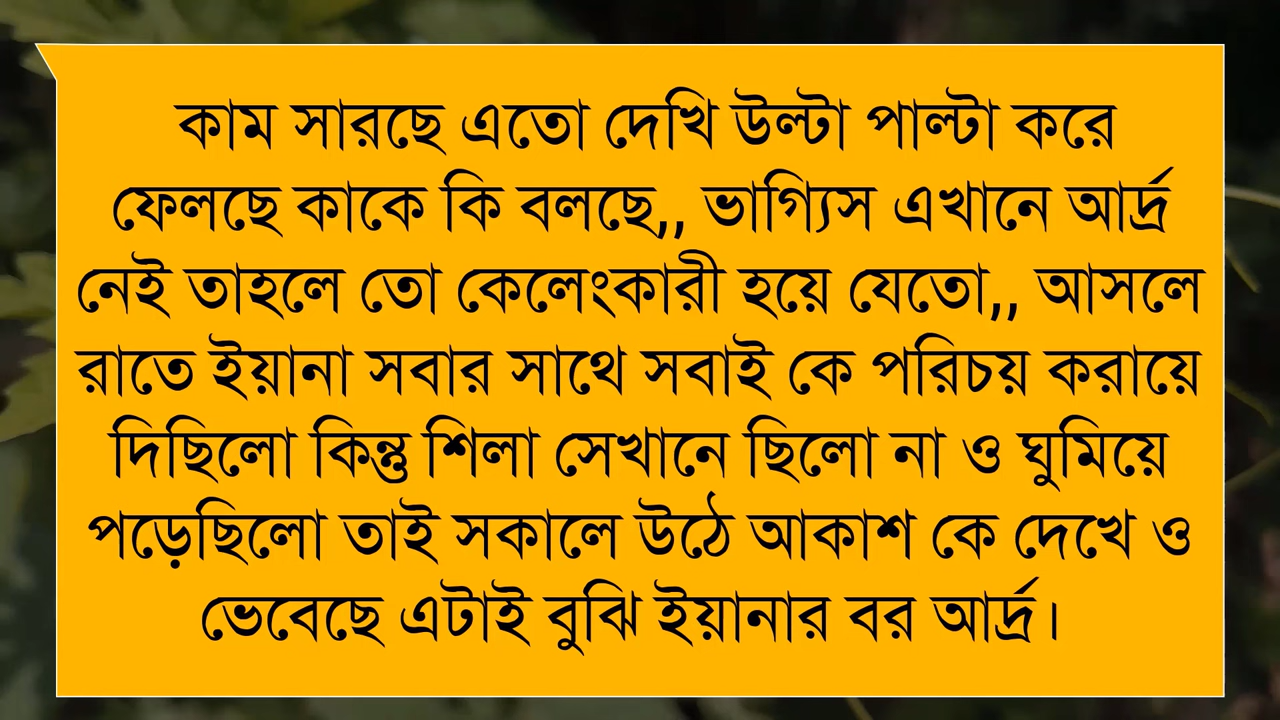 কাম সারছে এতো দেখি উল্টা পাল্টা করে
ফেলছে কাকে কি বলছে,, ভাগ্যিস এখানে আর্দ্র
নেই তাহলে তো কেলেংকারী হয়ে যেতো,, আসলে
রাতে ইয়ানা সবার সাথে সবাই কে পরিচয় করায়ে
দিছিলো কিন্তু শিলা সেখানে ছিলো না ও ঘুমিয়ে
পড়েছিলো তাই সকালে উঠে আকাশ কে দেখে ও
ভেবেছে এটাই বুঝি ইয়ানার বর আর্দ্র।